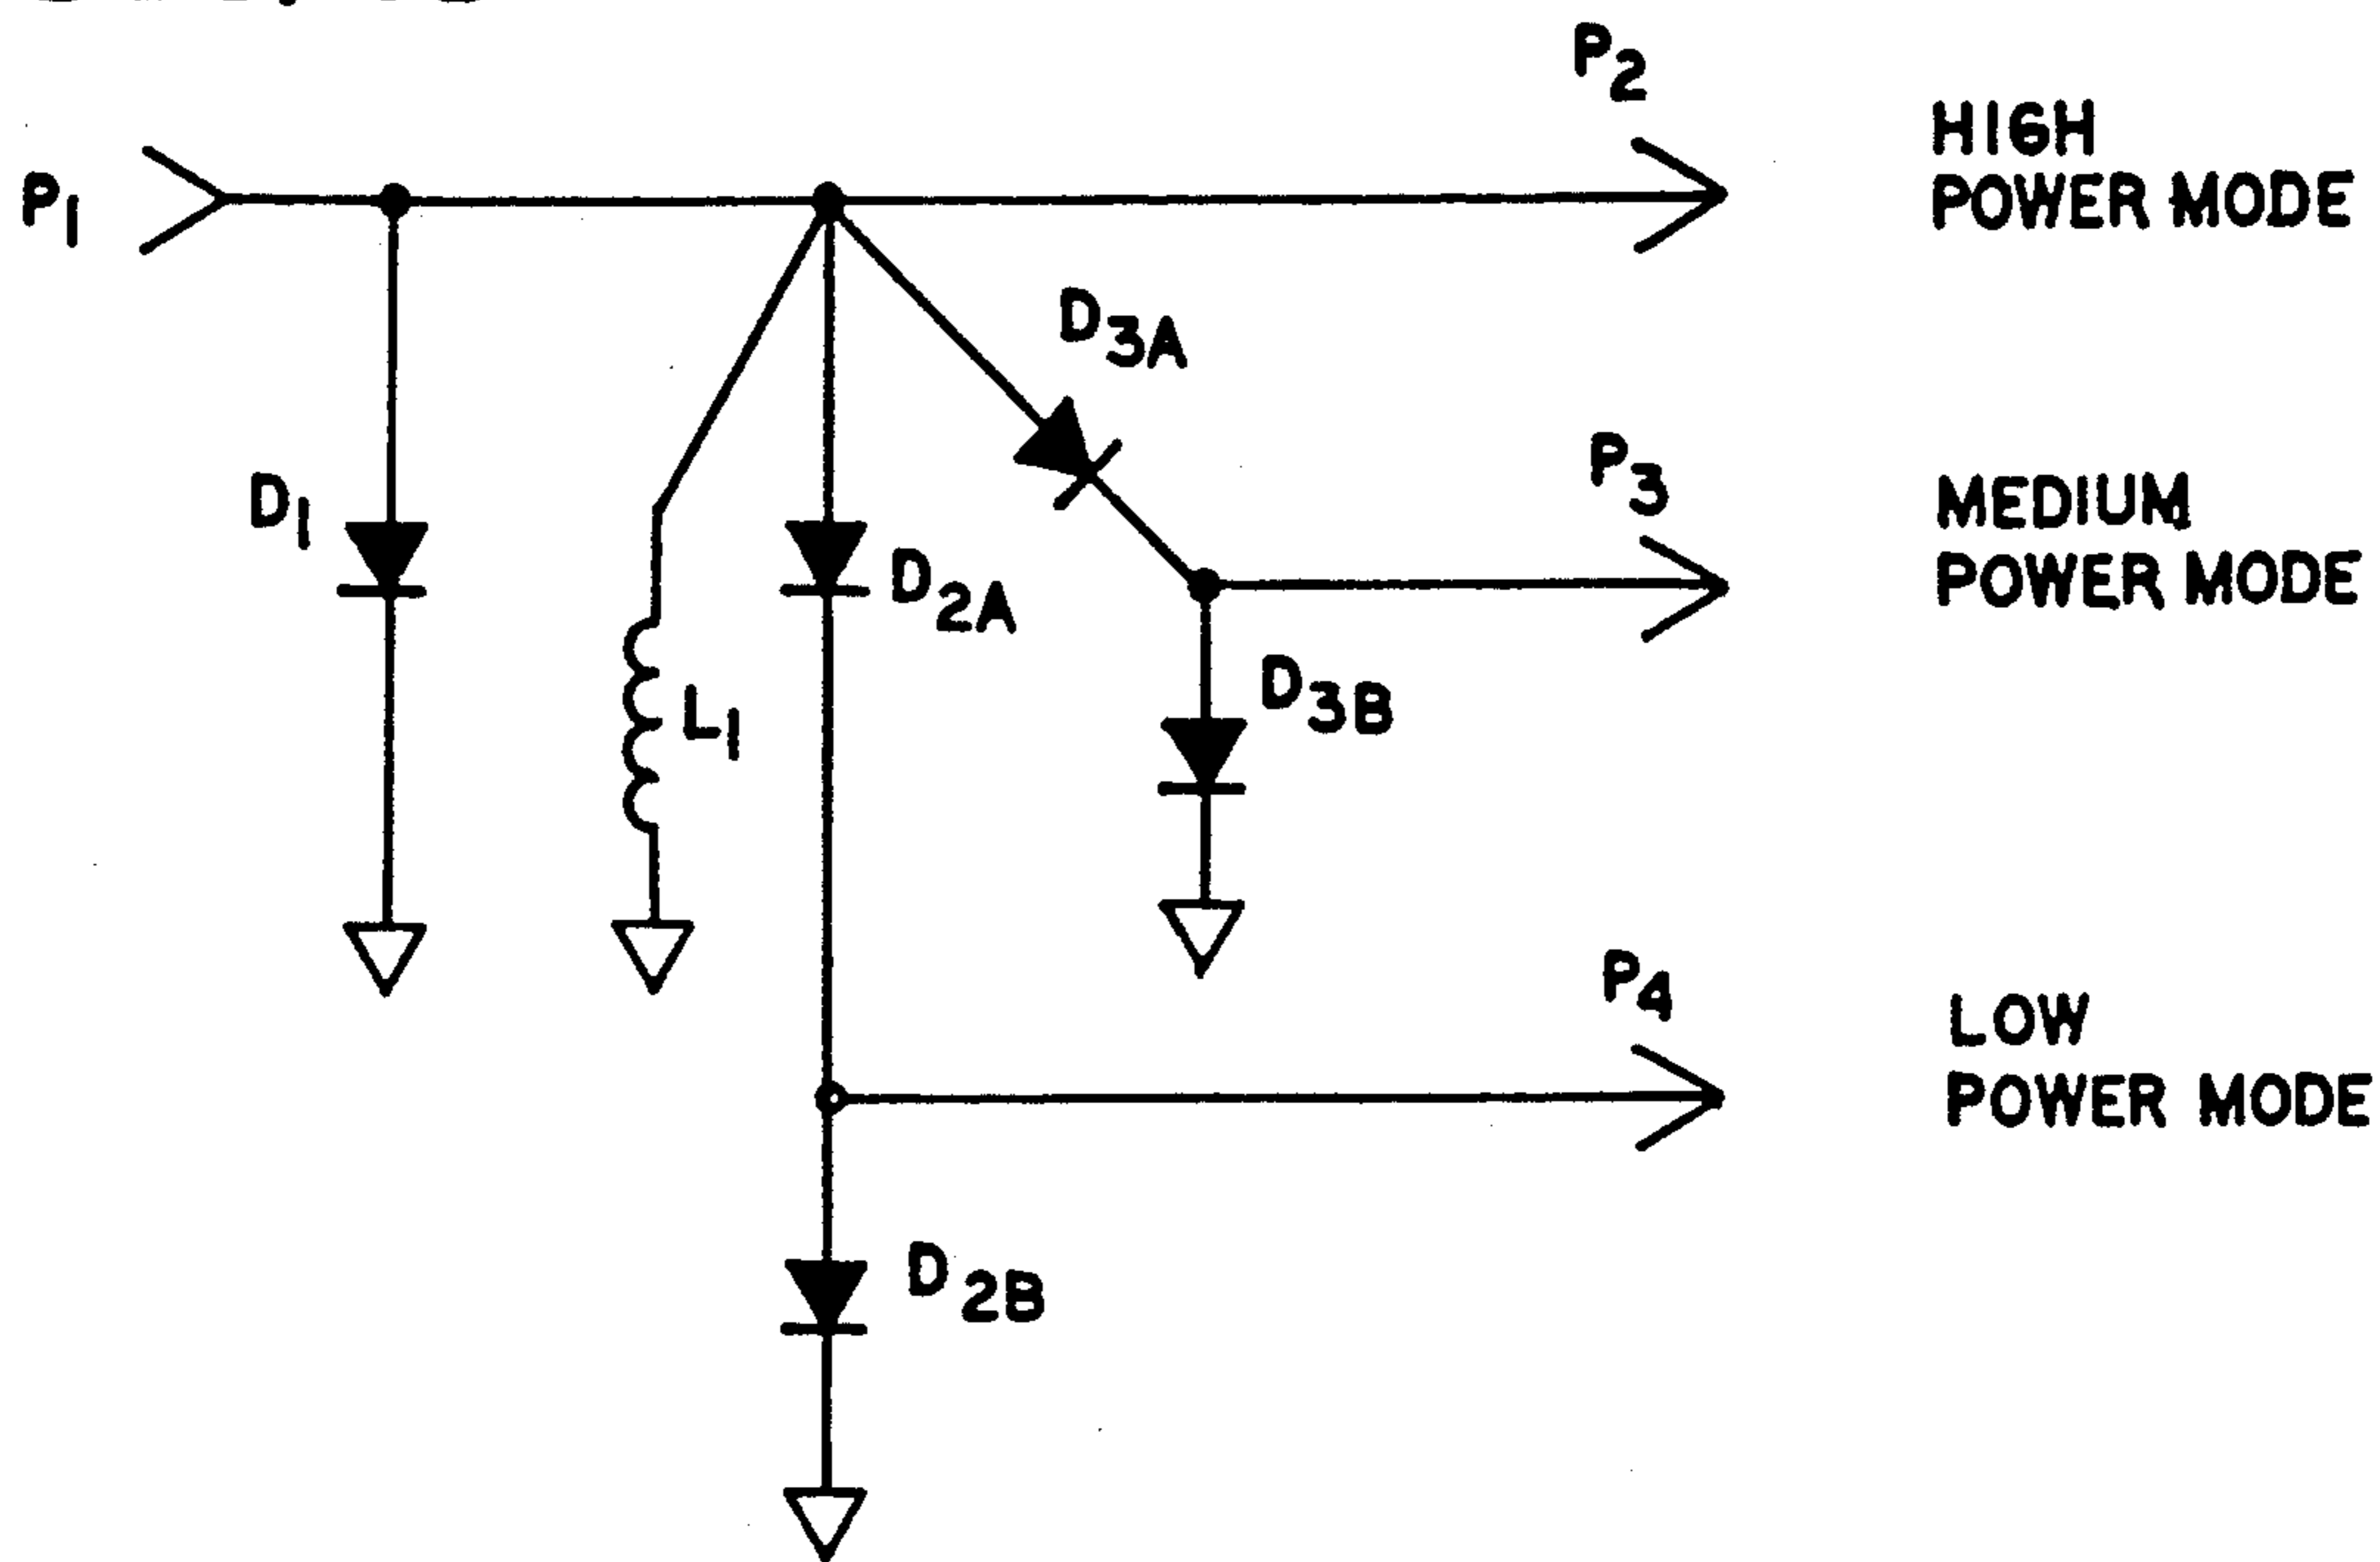 P2
HIGH
POWER MODE
P1
D3A
P3
MEDIUM
POWER MODE
D1
D2A
D3B
L1
P4
LOW
POWER MODE
D2B